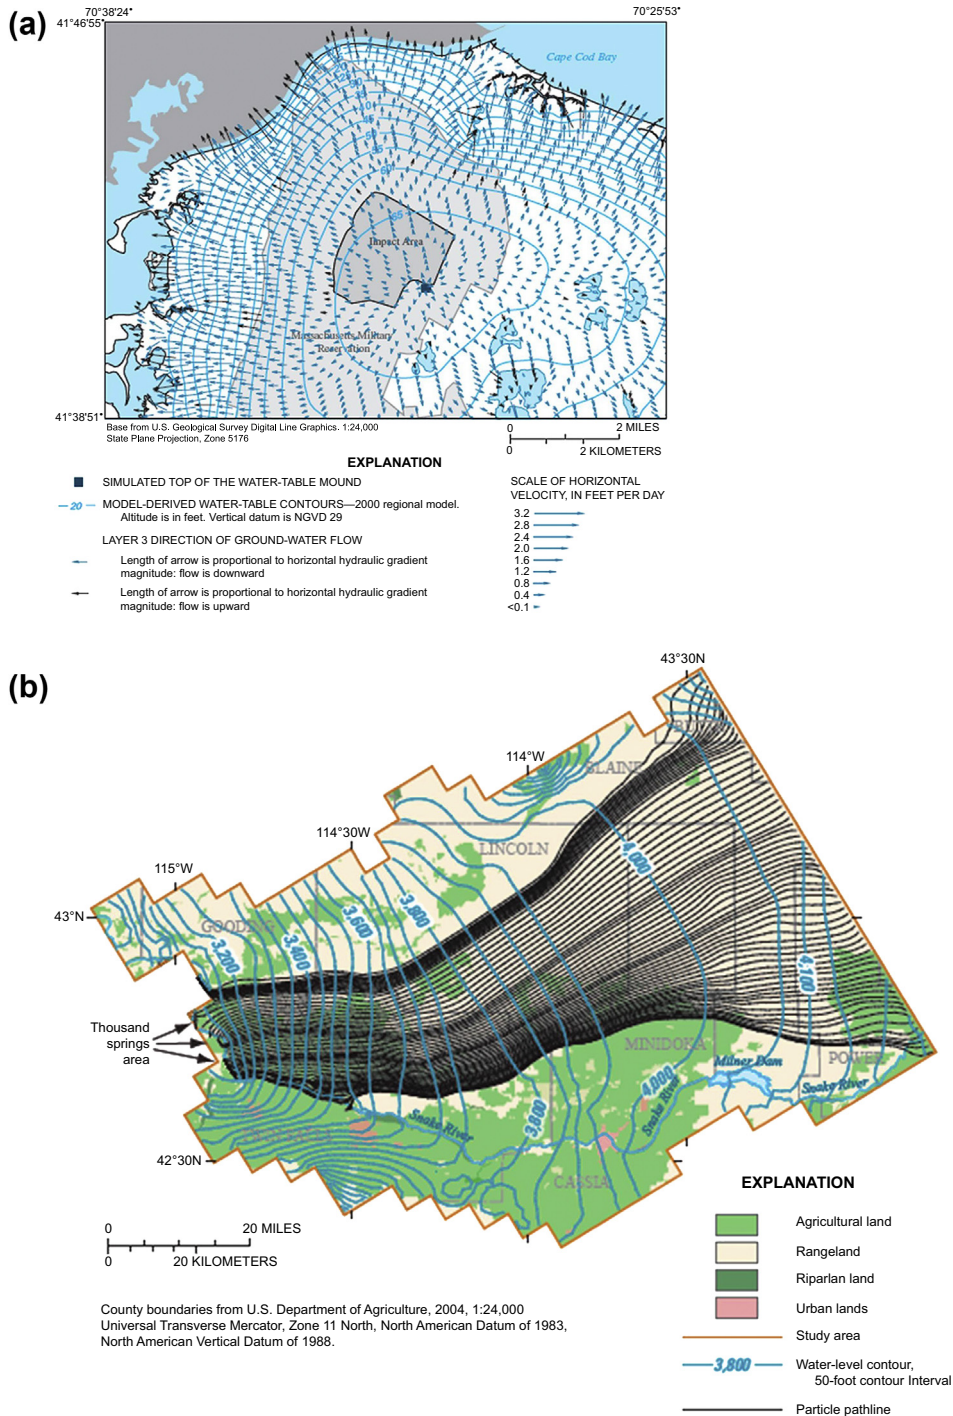 (a)
70°38'24"
70°25'53"
41°46'55"
Cape Cod Bay
45
50
55
60
65
Impact Area
Massachusetts Military
Reservation
41°38'51"
Base from U.S. Geological Survey Digital Line Graphics. 1:24,000
State Plane Projection, Zone 5176
0 2 MILES
0 2 KILOMETERS
EXPLANATION
SIMULATED TOP OF THE WATER-TABLE MOUND
20 MODEL-DERIVED WATER-TABLE CONTOURS—2000 regional model.
Altitude is in feet. Vertical datum is NGVD 29
LAYER 3 DIRECTION OF GROUND-WATER FLOW
Length of arrow is proportional to horizontal hydraulic gradient
magnitude: flow is downward
Length of arrow is proportional to horizontal hydraulic gradient
magnitude: flow is upward
SCALE OF HORIZONTAL
VELOCITY, IN FEET PER DAY
3.2
2.8
2.4
2.0
1.6
1.2
0.8
0.4
<0.1
(b)
43°30N
114°W
BLAINE
114°30W
LINCOLN
4,000
115°W
3,800
3,600
43°N
GOODING
3,400
3,200
4,100
Thousand
springs
area
MINIDOKA
POWER
Milner Dam
Snake River
4,000
Snake River
Snake River
3,800
42°30N
CASSIA
0 20 MILES
0 20 KILOMETERS
County boundaries from U.S. Department of Agriculture, 2004, 1:24,000
Universal Transverse Mercator, Zone 11 North, North American Datum of 1983,
North American Vertical Datum of 1988.
EXPLANATION
Agricultural land
Rangeland
Riparlan land
Urban lands
Study area
3,800 Water-level contour,
50-foot contour Interval
Particle pathline